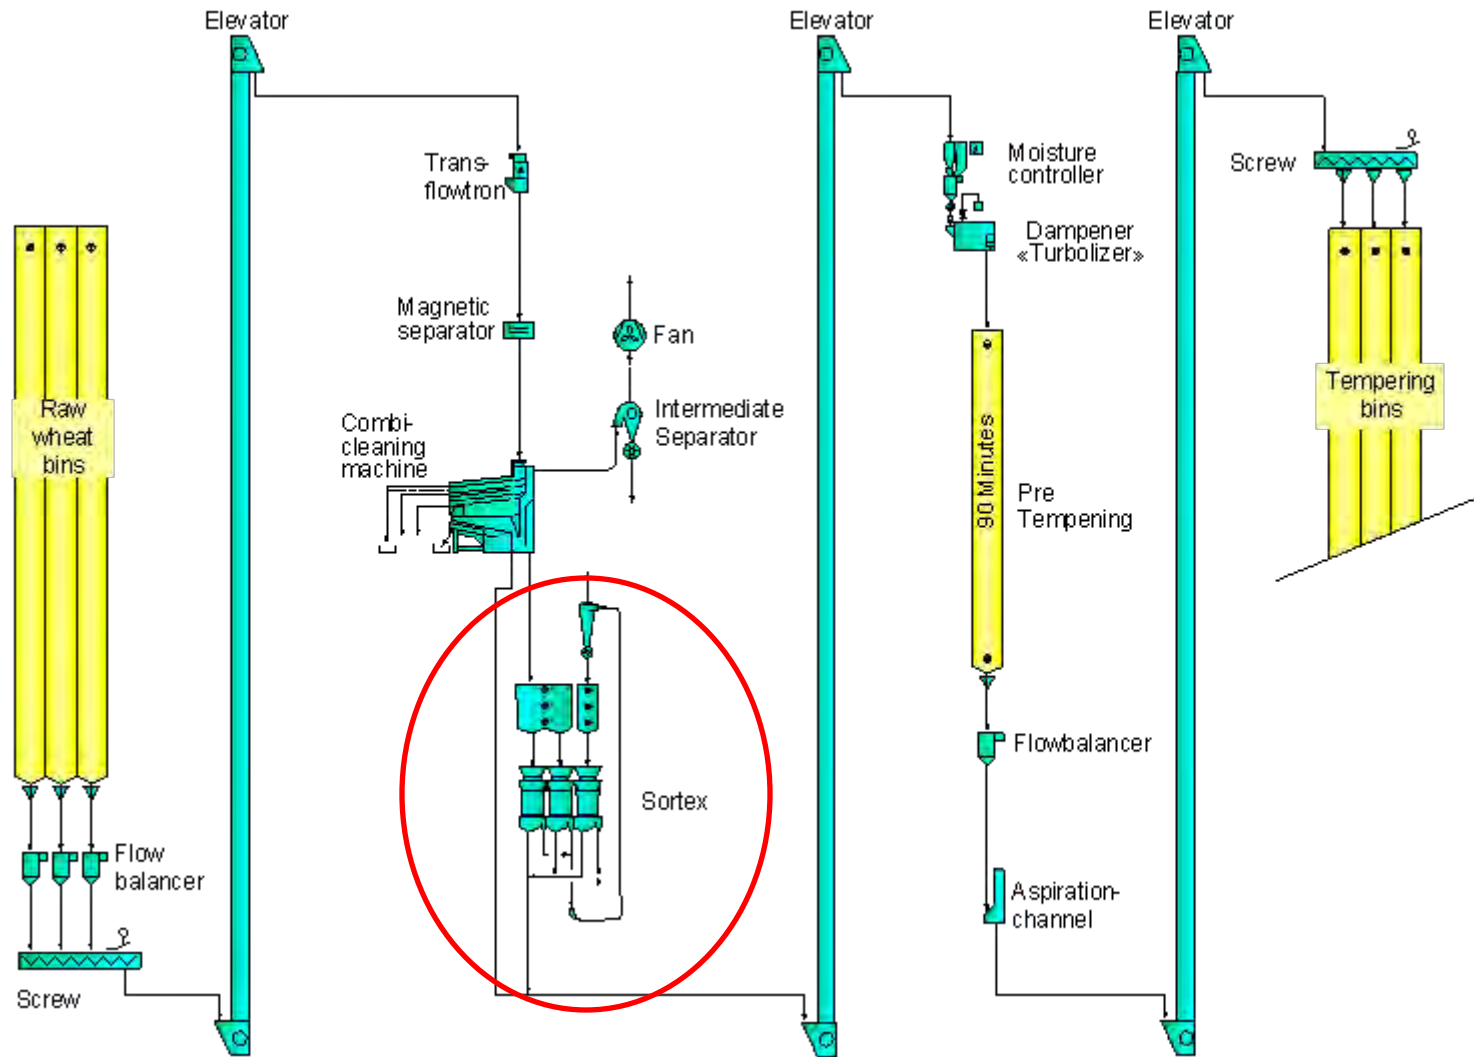 Elevator
Elevator
Elevator
Trans-
flowtron
Moisture
controller
Screw
Dampener
«Turbolizer»
Magnetic
separator
Fan
Raw
wheat
bins
Combi-
cleaning
machine
Intermediate
Separator
90 Minutes
Pre
Tempening
Tempering
bins
Flowbalancer
Sortex
Flow
balancer
Aspiration-
channel
Screw